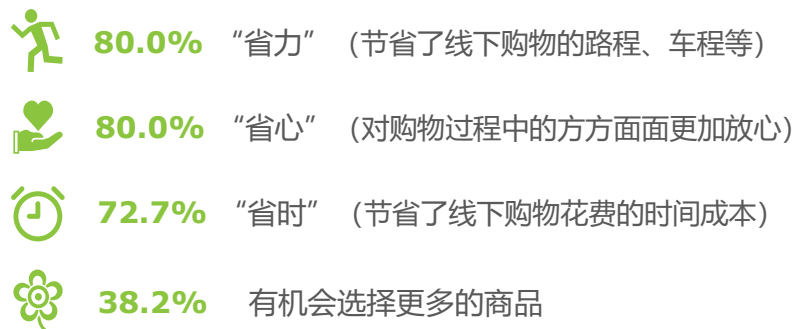 80.0% “省力” （节省了线下购物的路程、车程等）
80.0% “省心” （对购物过程中的方方面面更加放心）
72.7% “省时” （节省了线下购物花费的时间成本）
38.2% 有机会选择更多的商品